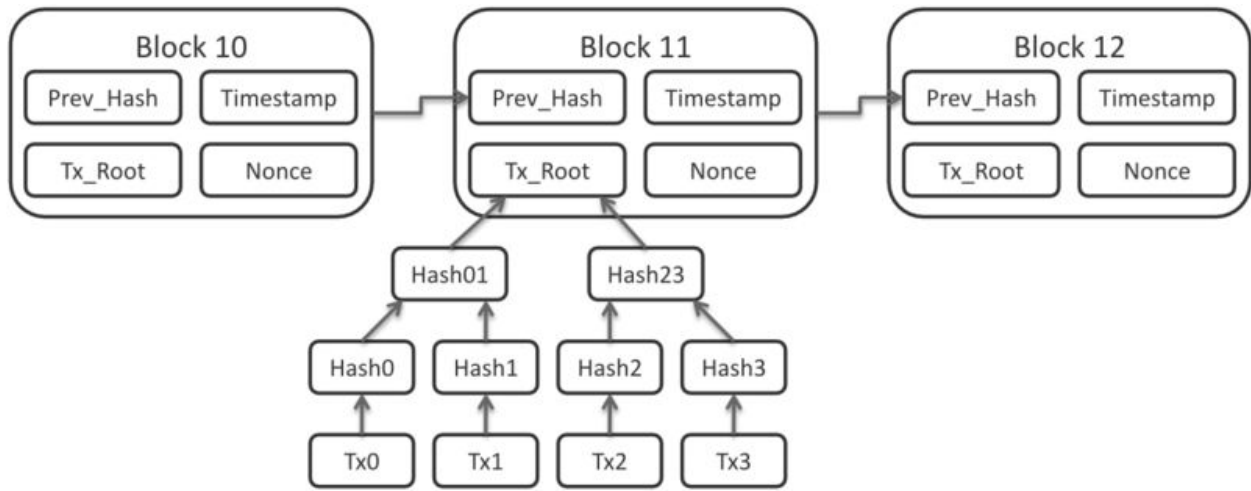 Block 10
Block 11
Block 12
Prev_Hash
Timestamp
Prev_Hash
Timestamp
Prev_Hash
Timestamp
Tx_Root
Nonce
Tx_Root
Nonce
Tx_Root
Nonce
Hash01
Hash23
Hash0
Hash1
Hash2
Hash3
Tx0
Tx1
Tx2
Tx3